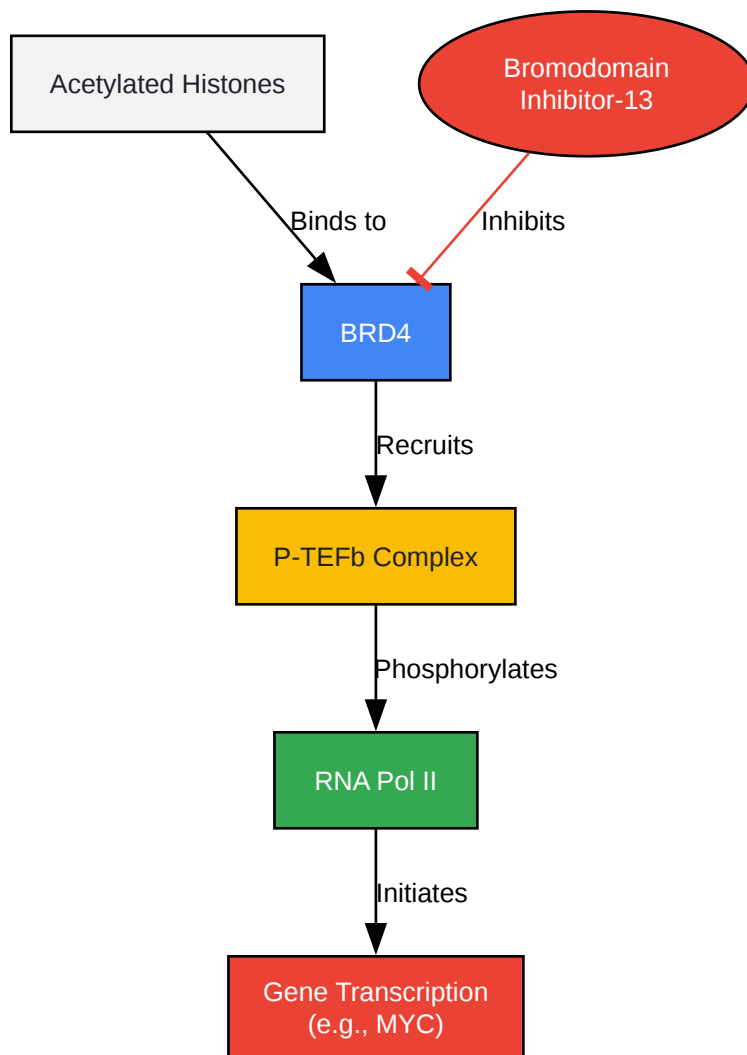 Acetylated Histones
Bromodomain
Inhibitor-13
Binds to
Inhibits
BRD4
Recruits
P-TEFb Complex
Phosphorylates
RNA Pol II
Initiates
Gene Transcription
(e.g., MYC)